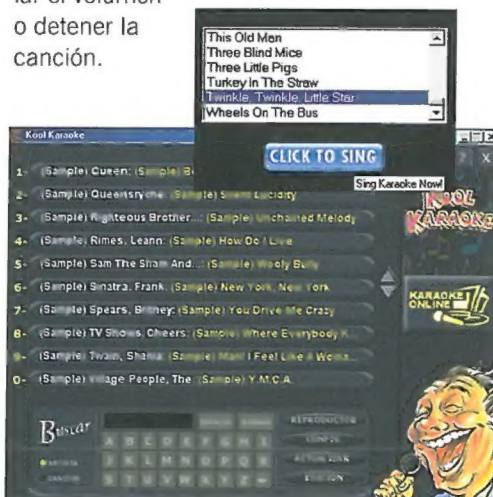 o detener la
canción.
This Old Man
Three Blind Mice
Three Little Pigs
Turkey In The Straw
Twinkle, Twinkle, Little Star
Wheels On The Bus
CLICK TO SING
Sing Karaoke Now!
Kool Karaoke
? X
1- (Sample) Queen: (Sample)
2- (Sample) Queensryche: (Sample) Silent Lucidity
3- (Sample) Righteous Brother...: (Sample) Unchained Melody
4- (Sample) Rimes, Leann: (Sample) How Do I Live
5- (Sample) Sam The Sham And...: (Sample) Wooly Bully
6- (Sample) Sinatra, Frank: (Sample) New York, New York
7- (Sample) Spears, Britney: (Sample) You Drive Me Crazy
8- (Sample) TV Shows, Cheers: (Sample) Where Everybody K...
9- (Sample) Twain, Shania: (Sample) Man! I Feel Like A Woma...
0- (Sample) Village People, The: (Sample) Y.M.C.A.
KOOL
KARAOKE
KARAOKE
ONLINE
Buscar
REPRODUCTOR
CONFIG.
A B C D E F G H I
J K L M N O P Q R
S T U V W X Y Z
ARTISTA
CANCION